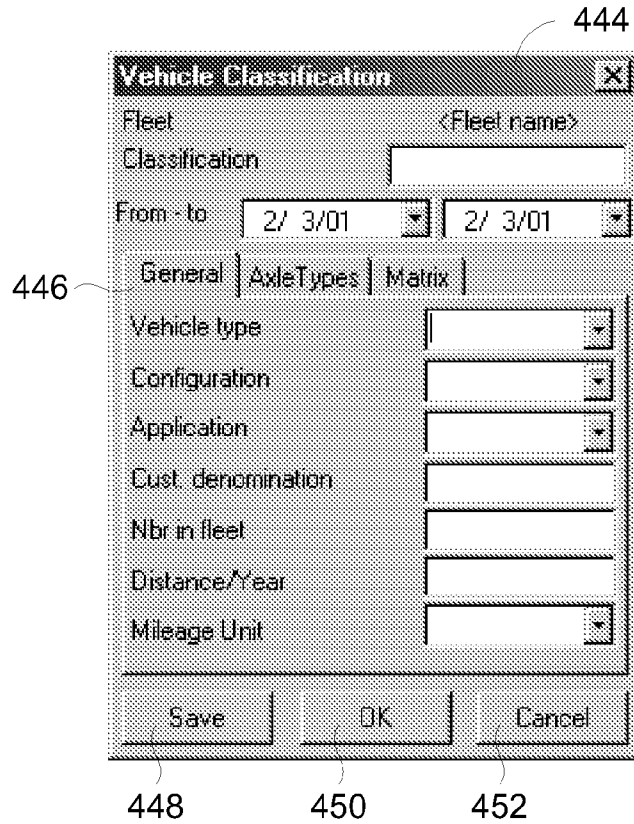 444
Vehicle Classification
Fleet <Fleet name>
Classification
From - to 2/ 3/01 2/ 3/01
446
General AxleTypes Matrix
Vehicle type
Configuration
Application
Cust. denomination
Nbr in fleet
Distance/Year
Mileage Unit
Save OK Cancel
448 450 452